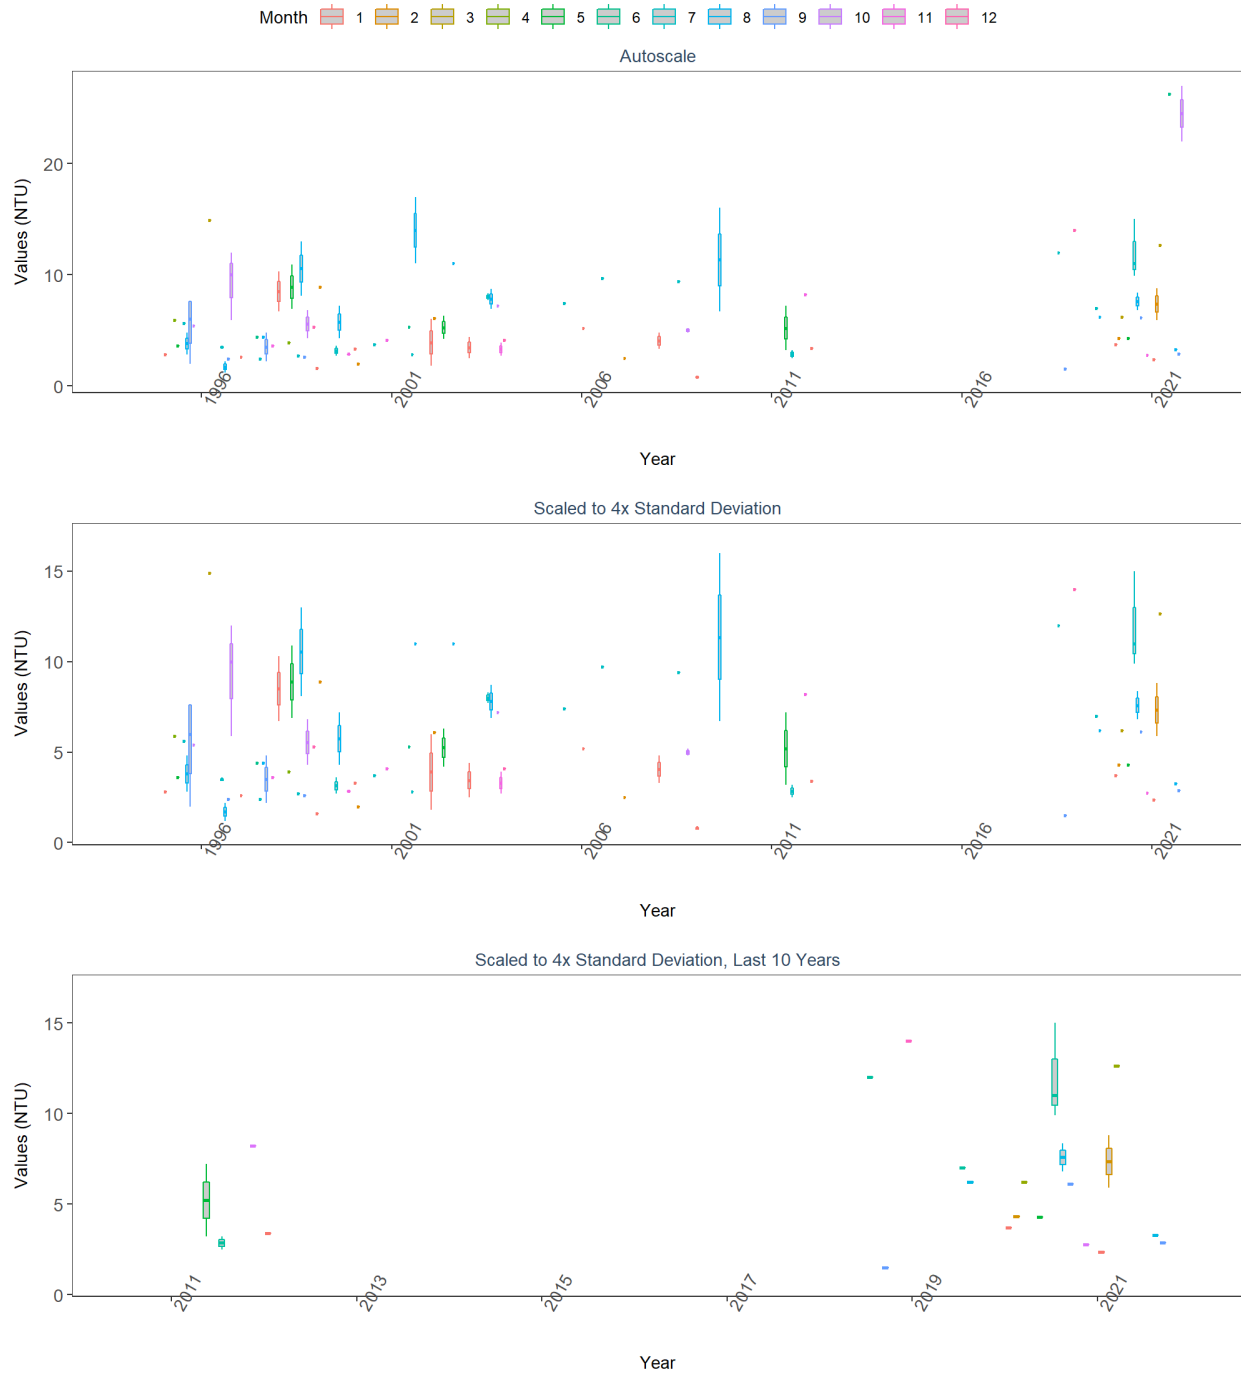 Month 1 2 3 4 5 6 7 8 9 10 11 12
Autoscale
Values (NTU)
20
10
0
1996 2001 2006 2011 2016 2021
Year
Scaled to 4x Standard Deviation
Values (NTU)
15
10
5
0
1996 2001 2006 2011 2016 2021
Year
Scaled to 4x Standard Deviation, Last 10 Years
Values (NTU)
15
10
5
0
2011 2013 2015 2017 2019 2021
Year